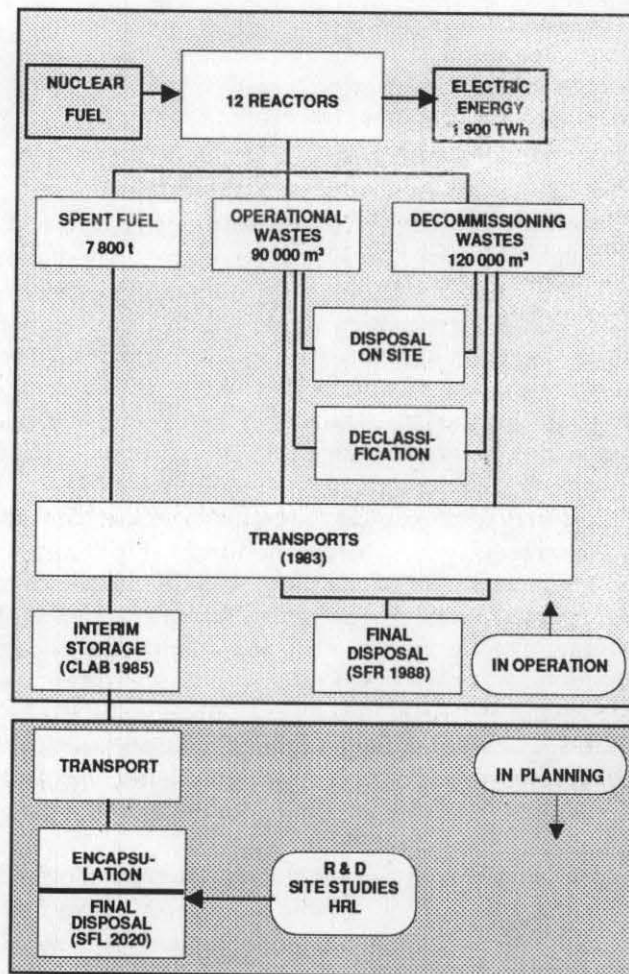 NUCLEAR
FUEL
12 REACTORS
ELECTRIC
ENERGY
1 900 TWh
SPENT FUEL
7 800 t
OPERATIONAL
WASTES
90 000 m³
DECOMMISSIONING
WASTES
120 000 m³
DISPOSAL
ON SITE
DECLASSI-
FICATION
TRANSPORTS
(1983)
INTERIM
STORAGE
(CLAB 1985)
FINAL
DISPOSAL
(SFR 1988)
IN OPERATION
TRANSPORT
IN PLANNING
ENCAPSU-
LATION
FINAL
DISPOSAL
(SFL 2020)
R & D
SITE STUDIES
HRL